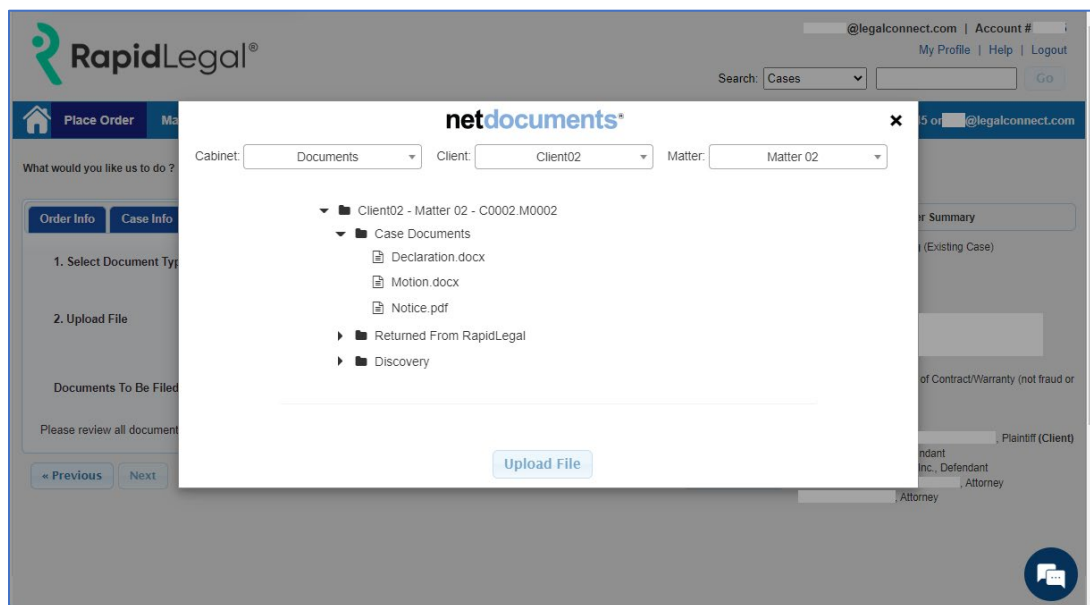 @legalconnect.com | Account #
RapidLegal®
My Profile | Help | Logout
Search: Cases Go
Place Order Ma
netdocuments®
or @legalconnect.com
What would you like us to do ?
Cabinet: Documents Client: Client02 Matter: Matter 02
Order Info Case Info
Client02 - Matter 02 - C0002.M0002
Summary
Case Documents
(Existing Case)
1. Select Document Typ
Declaration.docx
Motion.docx
2. Upload File
Notice.pdf
Returned From RapidLegal
Discovery
of Contract/Warranty (not fraud or
Documents To Be Filed
Please review all document
, Plaintiff (Client)
ndant
Upload File
Inc., Defendant
« Previous Next
, Attorney
, Attorney